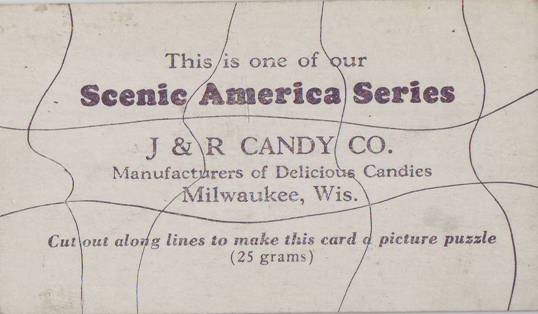 This is one of our
Scenic America Series
J & R CANDY CO.
Manufacturers of Delicious Candies
Milwaukee, Wis.
Cut out along lines to make this card a picture puzzle
(25 grams)